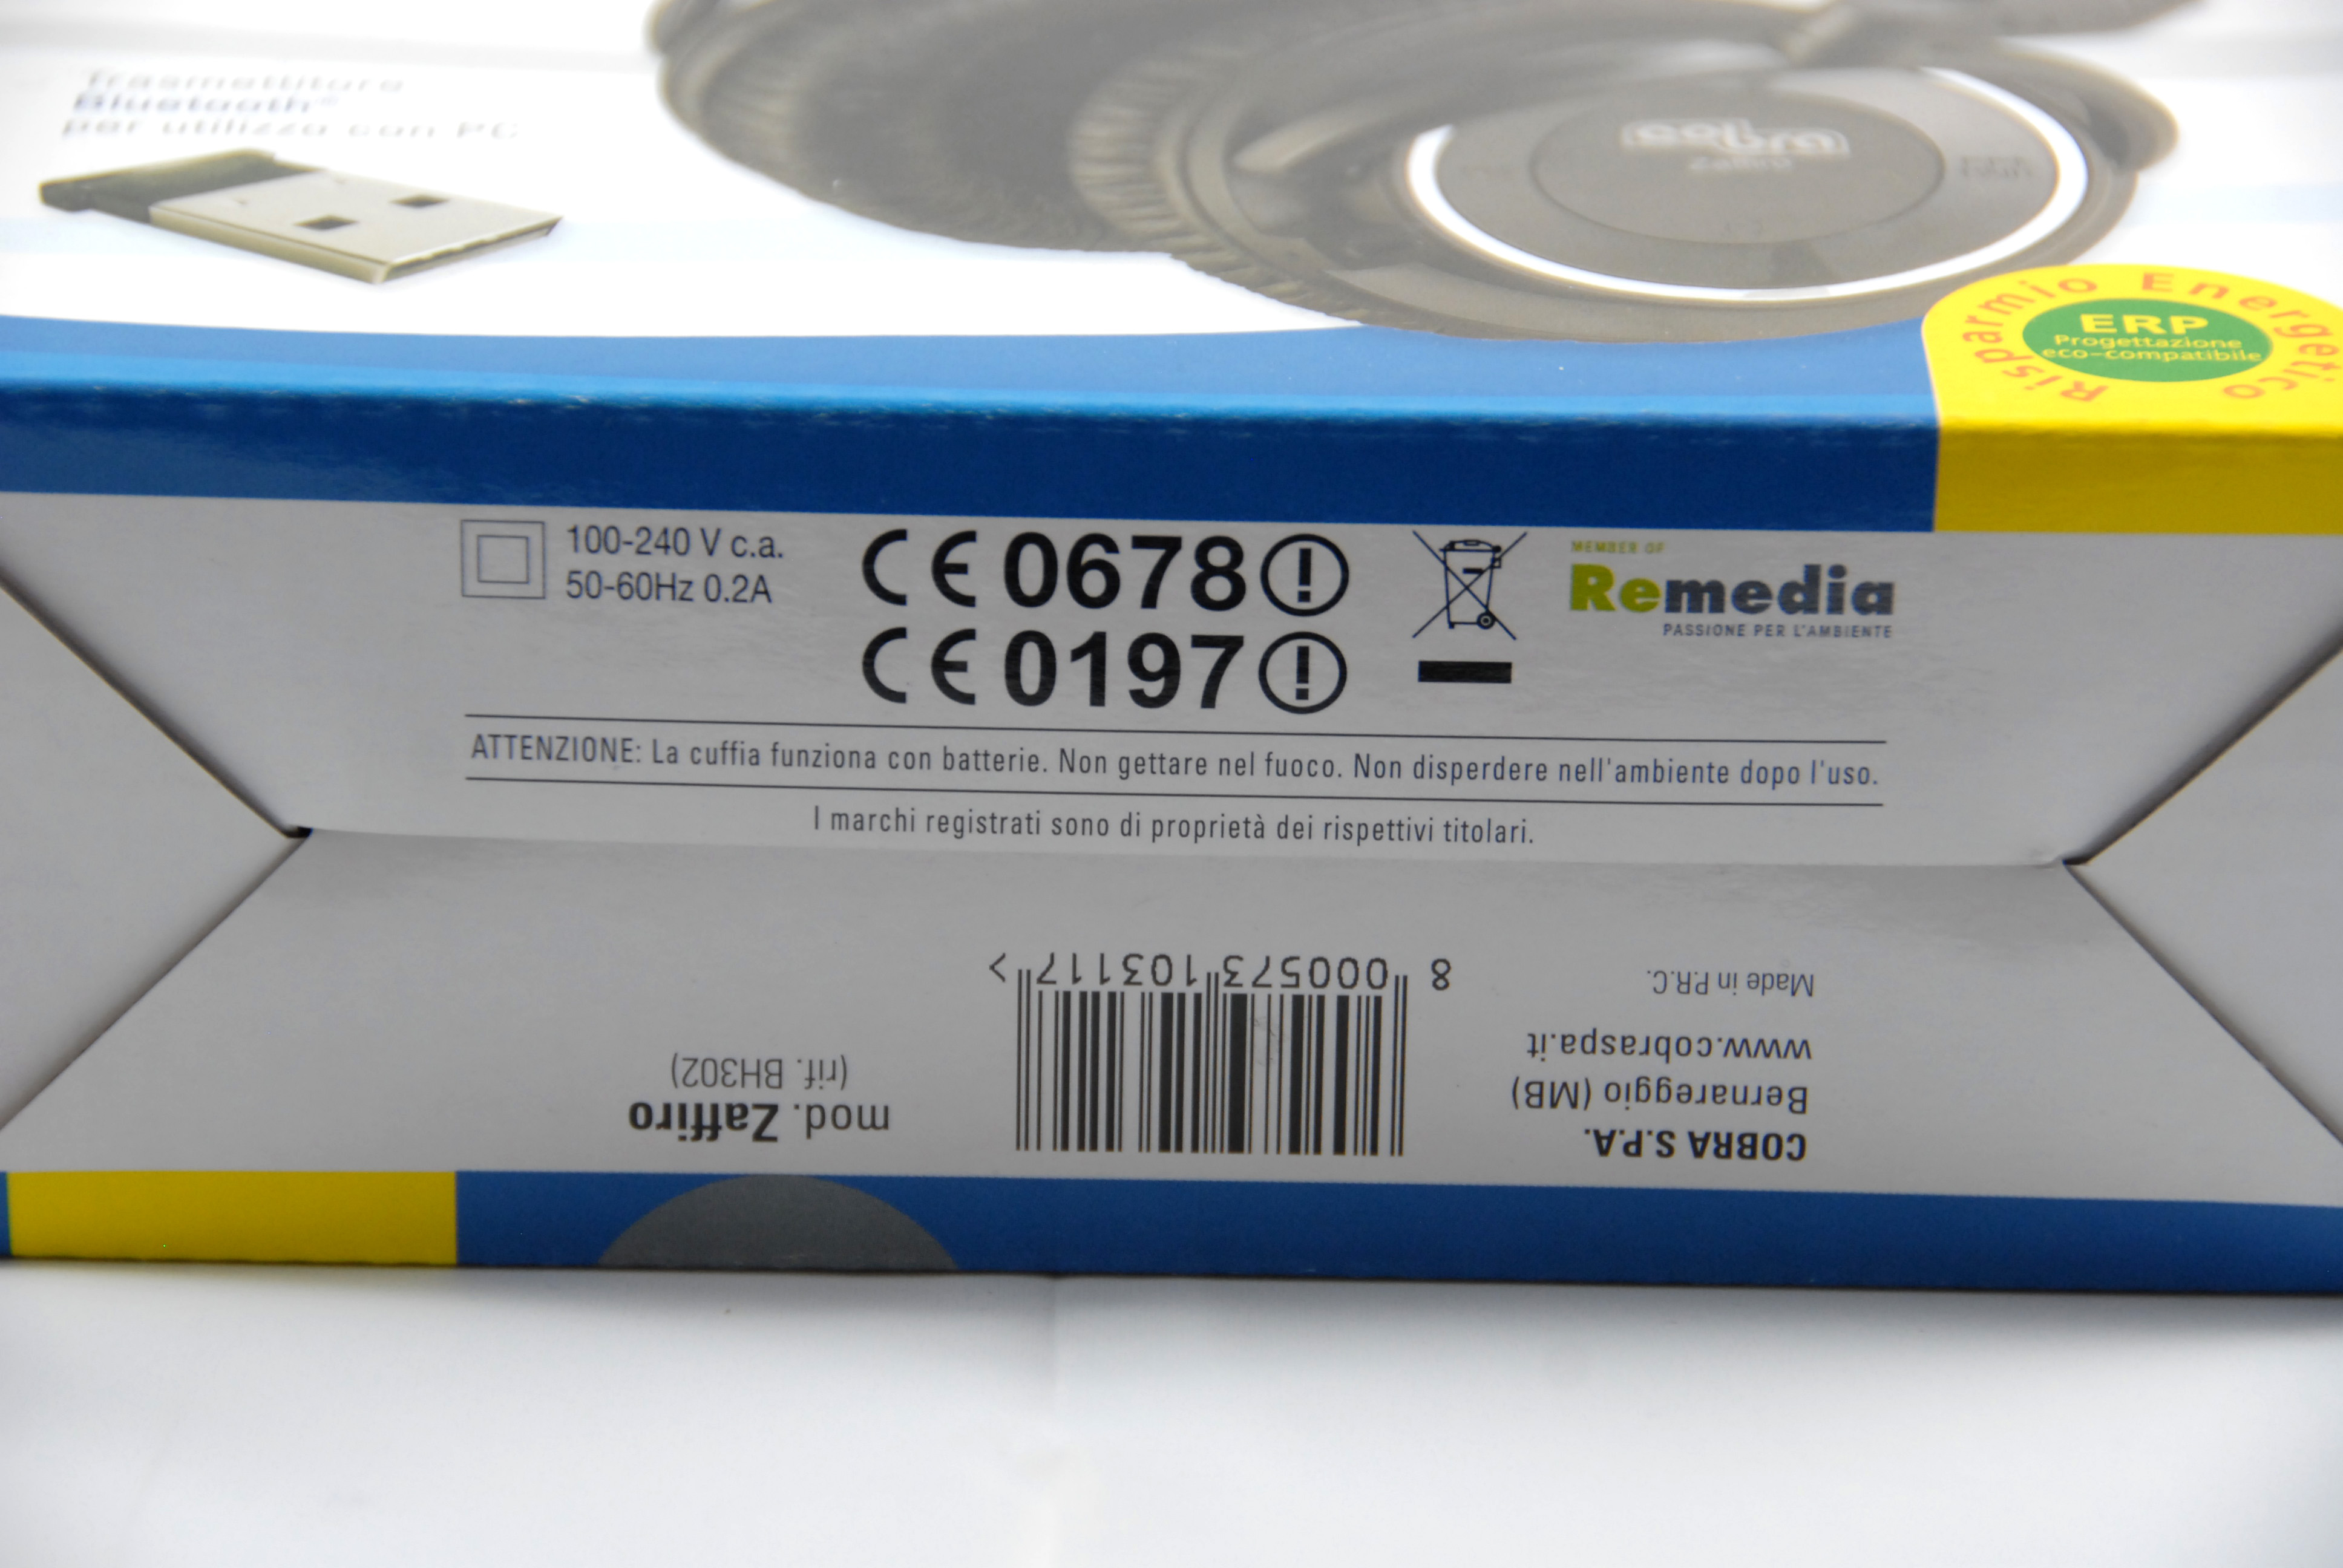 Trasmettitore
Bluetooth®
per utilizzo con PC
cobra
Zaffiro
Risparmio Energetico
ERP
Progettazione
eco-compatibile
100-240 V c.a.
50-60Hz 0.2A
CE 0678
CE 0197
MEMBER OF
Remedia
PASSIONE PER L'AMBIENTE
ATTENZIONE: La cuffia funziona con batterie. Non gettare nel fuoco. Non disperdere nell'ambiente dopo l'uso.
I marchi registrati sono di proprietà dei rispettivi titolari.
COBRA S.P.A.
Bernareggio (MB)
www.cobraspa.it
Made in P.R.C.
8 000573 103117 >
mod. Zaffiro
(rif. BH302)